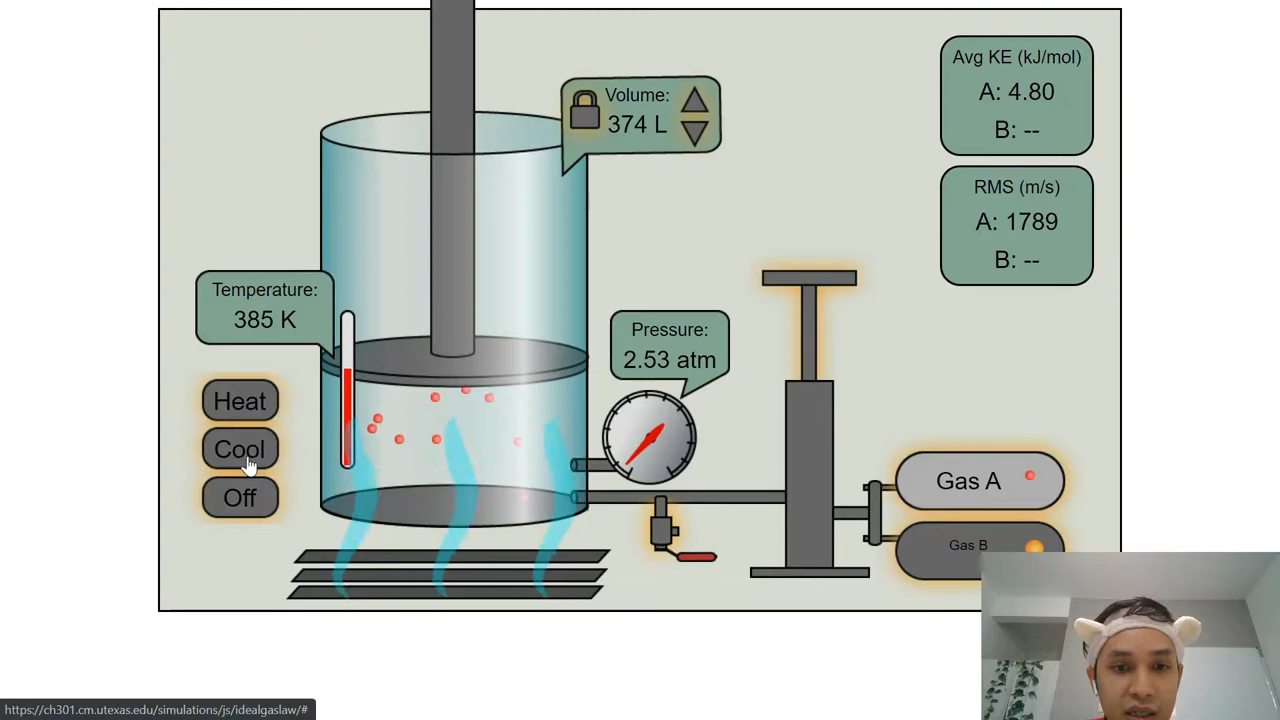 Avg KE (kJ/mol)
A: 4.80
B: --
RMS (m/s)
A: 1789
B: --
Volume:
374 L
Temperature:
385 K
Pressure:
2.53 atm
Heat
Cool
Off
Gas A
Gas B
https://ch301.cm.utexas.edu/simulations/js/idealgaslaw/#